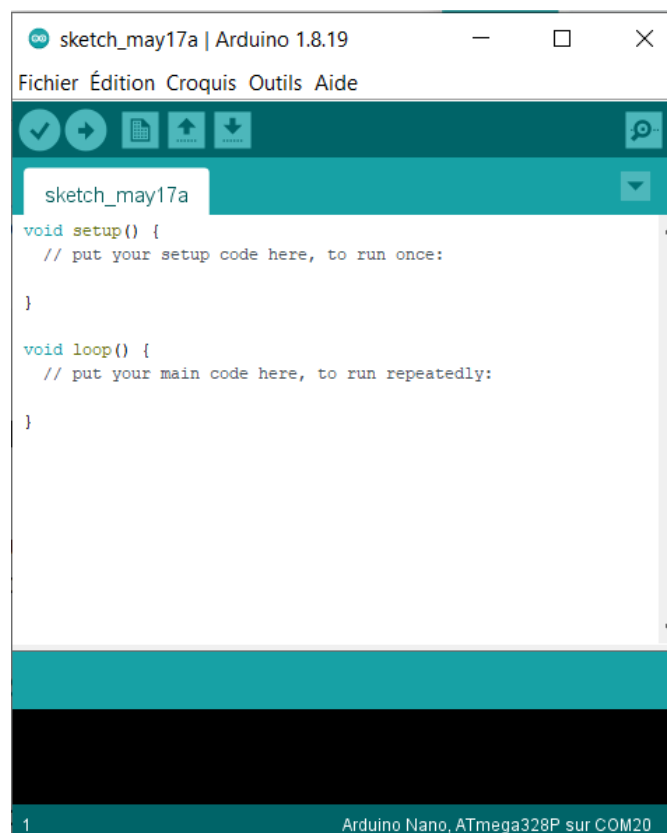 sketch_may17a | Arduino 1.8.19
Fichier Édition Croquis Outils Aide
sketch_may17a
void setup() {
  // put your setup code here, to run once:
}
void loop() {
  // put your main code here, to run repeatedly:
}
1 Arduino Nano, ATmega328P sur COM20